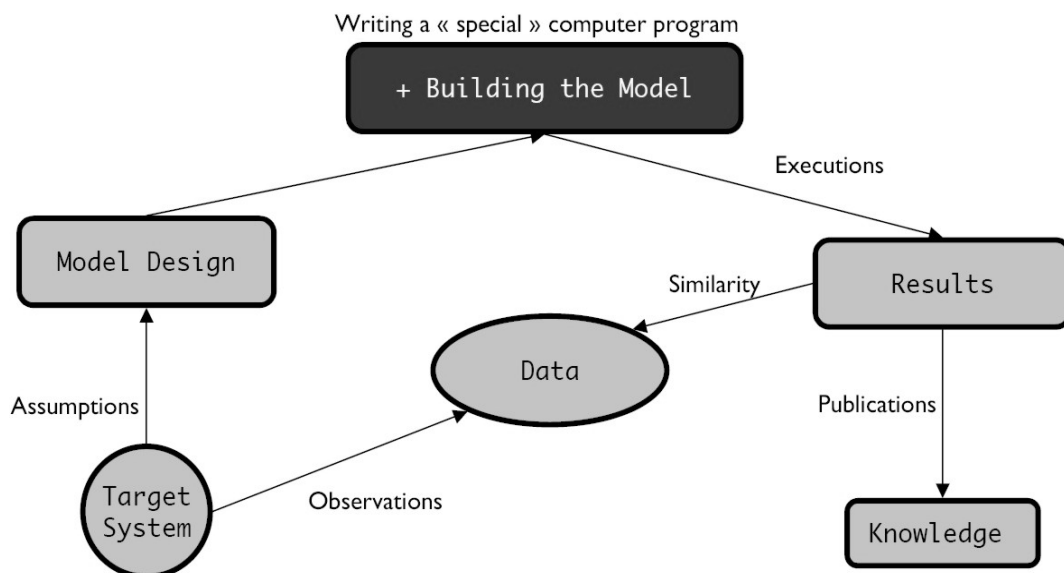 Writing a « special » computer program
+ Building the Model
Executions
Model Design
Similarity
Results
Data
Assumptions
Publications
Target
System
Observations
Knowledge